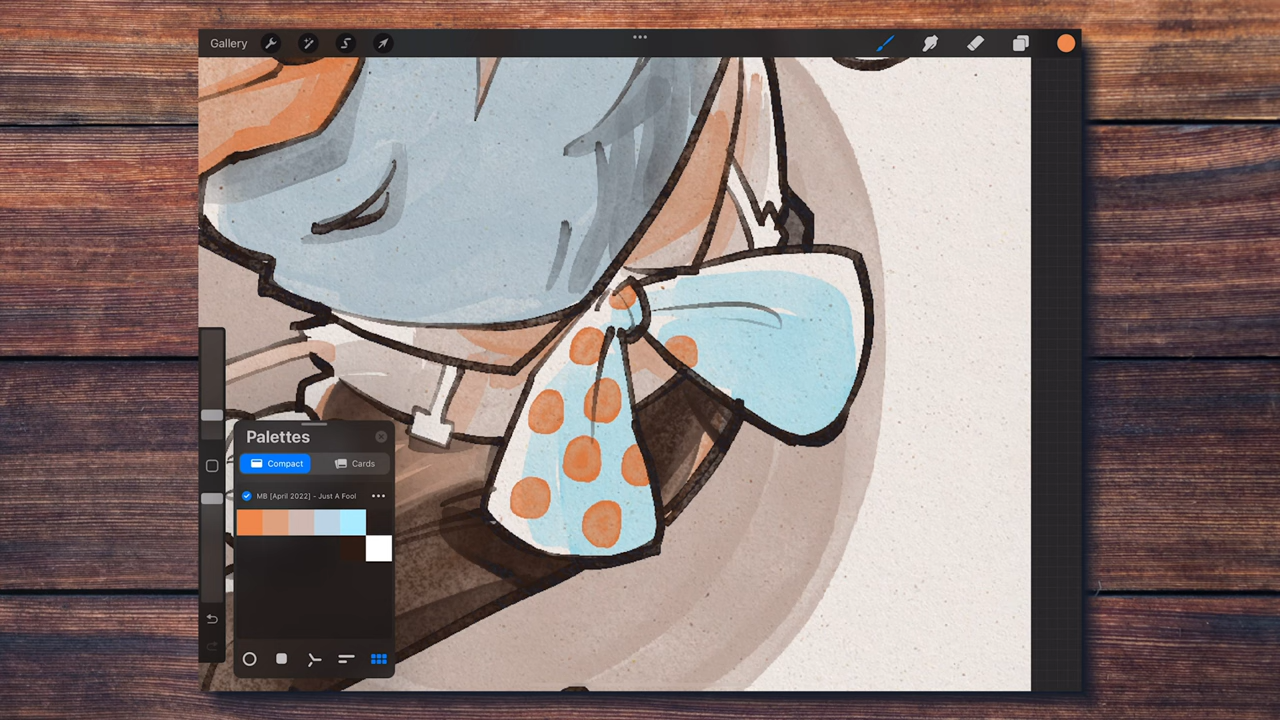 Gallery
Palettes
Compact
Cards
MB [April 2022] - Just A Fool